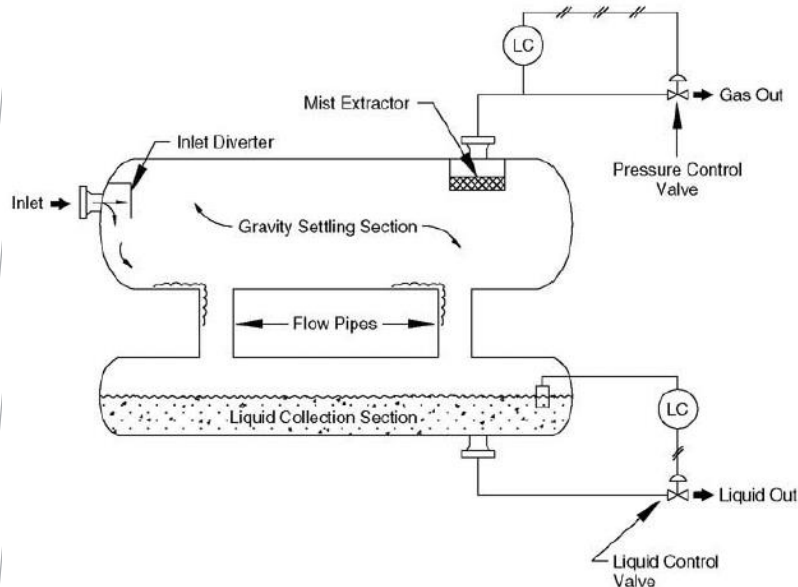 LC
Mist Extractor
Gas Out
Inlet Diverter
Pressure Control
Valve
Inlet
Gravity Settling Section
Flow Pipes
Liquid Collection Section
LC
Liquid Out
Liquid Control
Valve